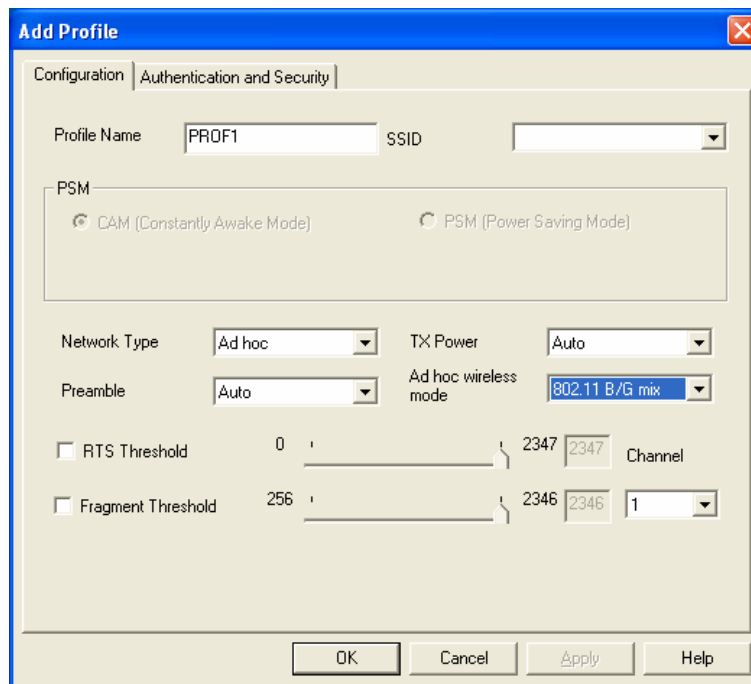 Add Profile
Configuration
Authentication and Security
Profile Name
PROF1
SSID
PSM
CAM (Constantly Awake Mode)
PSM (Power Saving Mode)
Network Type
Ad hoc
TX Power
Auto
Preamble
Auto
Ad hoc wireless
mode
802.11 B/G mix
RTS Threshold
0
2347
2347
Channel
Fragment Threshold
256
2346
2346
1
OK
Cancel
Apply
Help